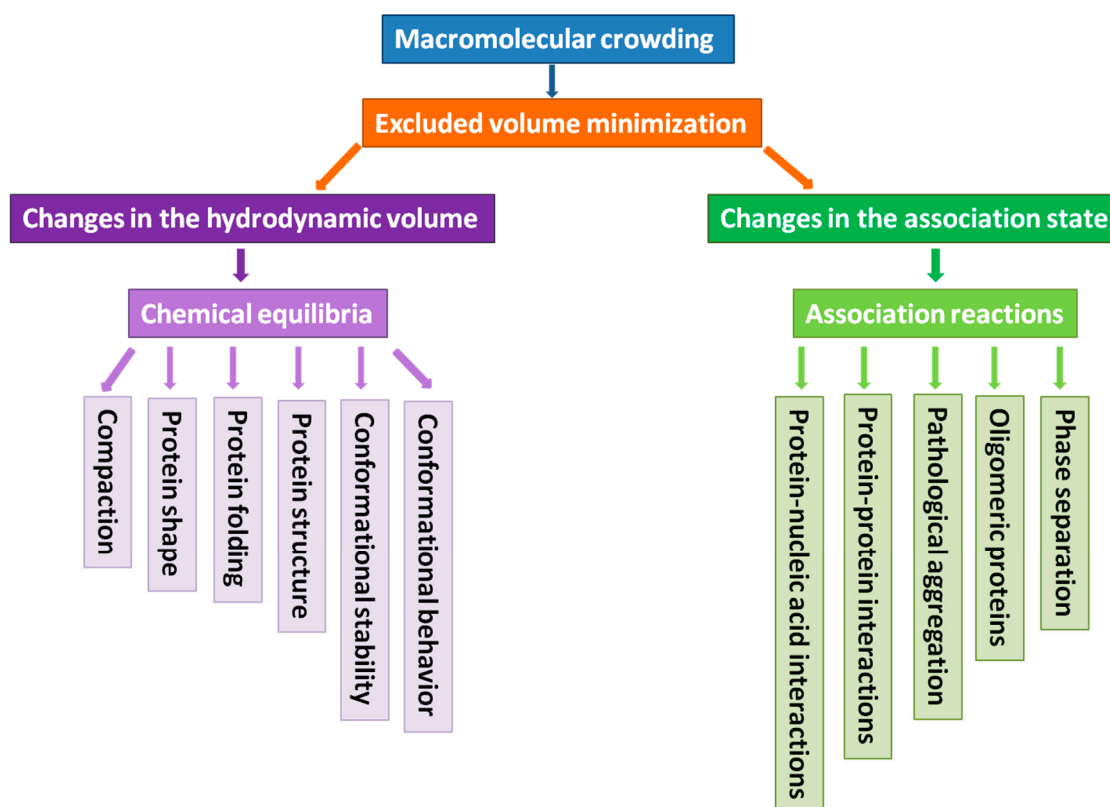 Macromolecular crowding
Excluded volume minimization
Changes in the hydrodynamic volume
Changes in the association state
Chemical equilibria
Association reactions
Compaction
Protein shape
Protein folding
Protein structure
Conformational stability
Conformational behavior
Protein-nucleic acid interactions
Protein-protein interactions
Pathological aggregation
Oligomeric proteins
Phase separation